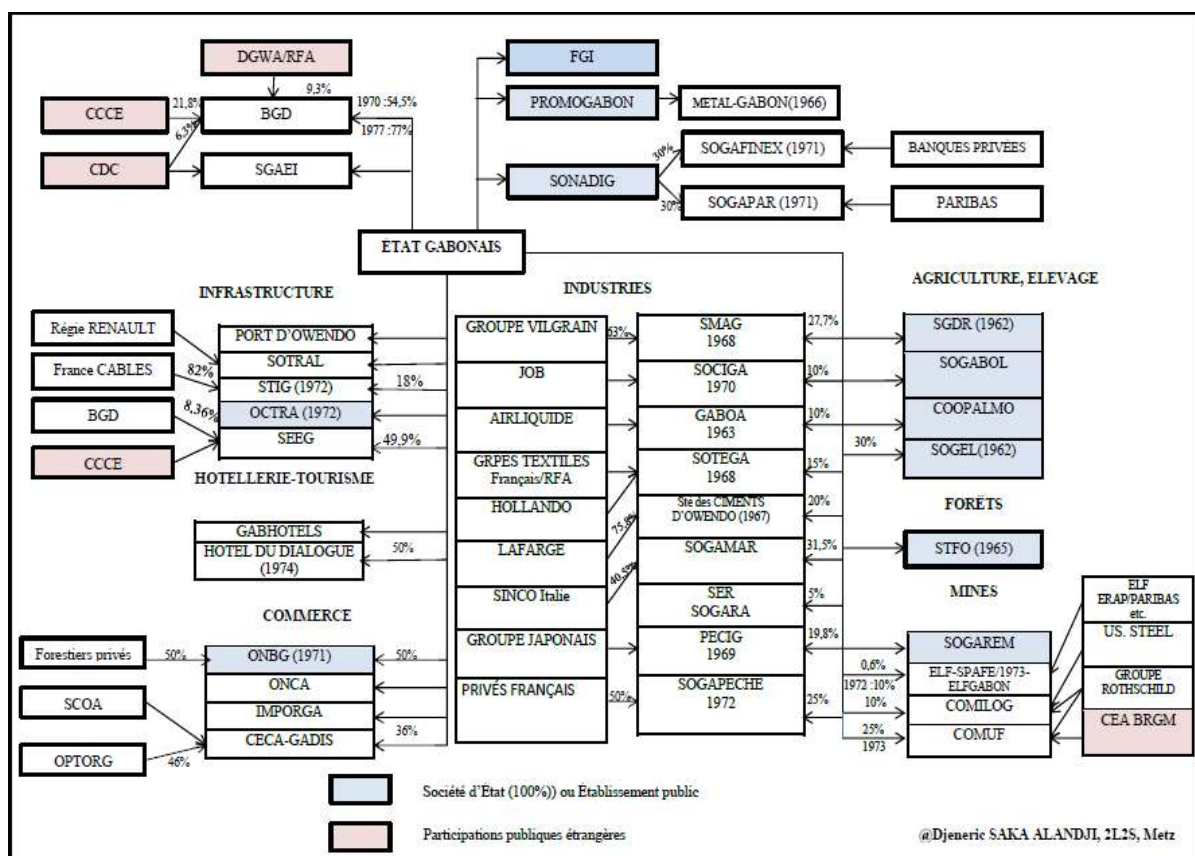 DGWA/RFA
9.3%
CCCE
21,8%
BGD
1970 :54,5%
1977 :77%
6,3%
CDC
SGAEI
FGI
PROMOGABON
METAL-GABON(1966)
30%
SOGAFINEX (1971)
BANQUES PRIVÉES
SONADIG
30%
SOGAPAR (1971)
PARIBAS
ÉTAT GABONAIS
INFRASTRUCTURE
Régie RENAULT
France CABLES
BGD
CCCE
82%
8,36%
PORT D'OWENDO
SOTRAL
STIG (1972)
18%
OCTRA (1972)
SEEG
49,9%
HOTELLERIE-TOURISME
GABHOTELS
HOTEL DU DIALOGUE
(1974)
50%
COMMERCE
Forestiers privés
50%
SCOA
OPTORG
46%
ONBG (1971)
50%
ONCA
IMPORGA
CECA-GADIS
36%
INDUSTRIES
GROUPE VILGRAIN
63%
JOB
AIRLIQUIDE
GRPES TEXTILES
Français/RFA
HOLLANDO
75,8%
LAFARGE
40,5%
SINCO Italie
GROUPE JAPONAIS
PRIVÉS FRANÇAIS
50%
SMAG
1968
27,7%
SOCIGA
1970
10%
GABOA
1963
10%
30%
SOTEGA
1968
15%
Sté des CIMENTS
D'OWENDO (1967)
20%
SOGAMAR
31,5%
SER
SOGARA
5%
PECIG
1969
19,8%
SOGAPECHE
1972
25%
AGRICULTURE, ELEVAGE
SGDR (1962)
SOGABOL
COOPALMO
SOGEL(1962)
FORÊTS
STFO (1965)
MINES
SOGAREM
0,6%
1972 :10%
ELF-SPAFE/1973-
ELFGABON
10%
COMILOG
25%
1973
COMUF
ELF
ERAP/PARIBAS
etc.
US. STEEL
GROUPE
ROTHSCHILD
CEA BRGM
Société d'État (100%)) ou Établissement public
Participations publiques étrangères
@Djeneric SAKA ALANDJI, 2L2S, Metz